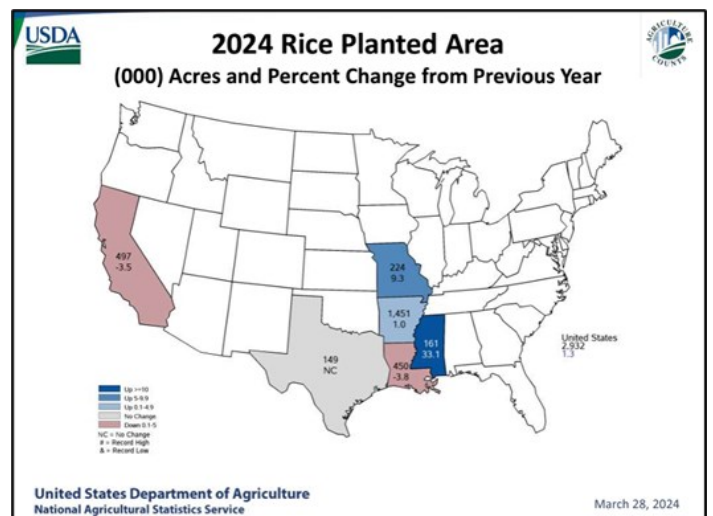 USDA
2024 Rice Planted Area
(000) Acres and Percent Change from Previous Year
AGRICULTURE
COUNTS
497
-3.5
224
9.3
1,451
1.0
161
33.1
149
NC
450
-3.8
United States
2,932
1.3
Up >=10
Up 5-9.9
Up 0.1-4.9
No Change
Down 0.1-5
NC = No Change
# = Record High
& = Record Low
United States Department of Agriculture
National Agricultural Statistics Service
March 28, 2024